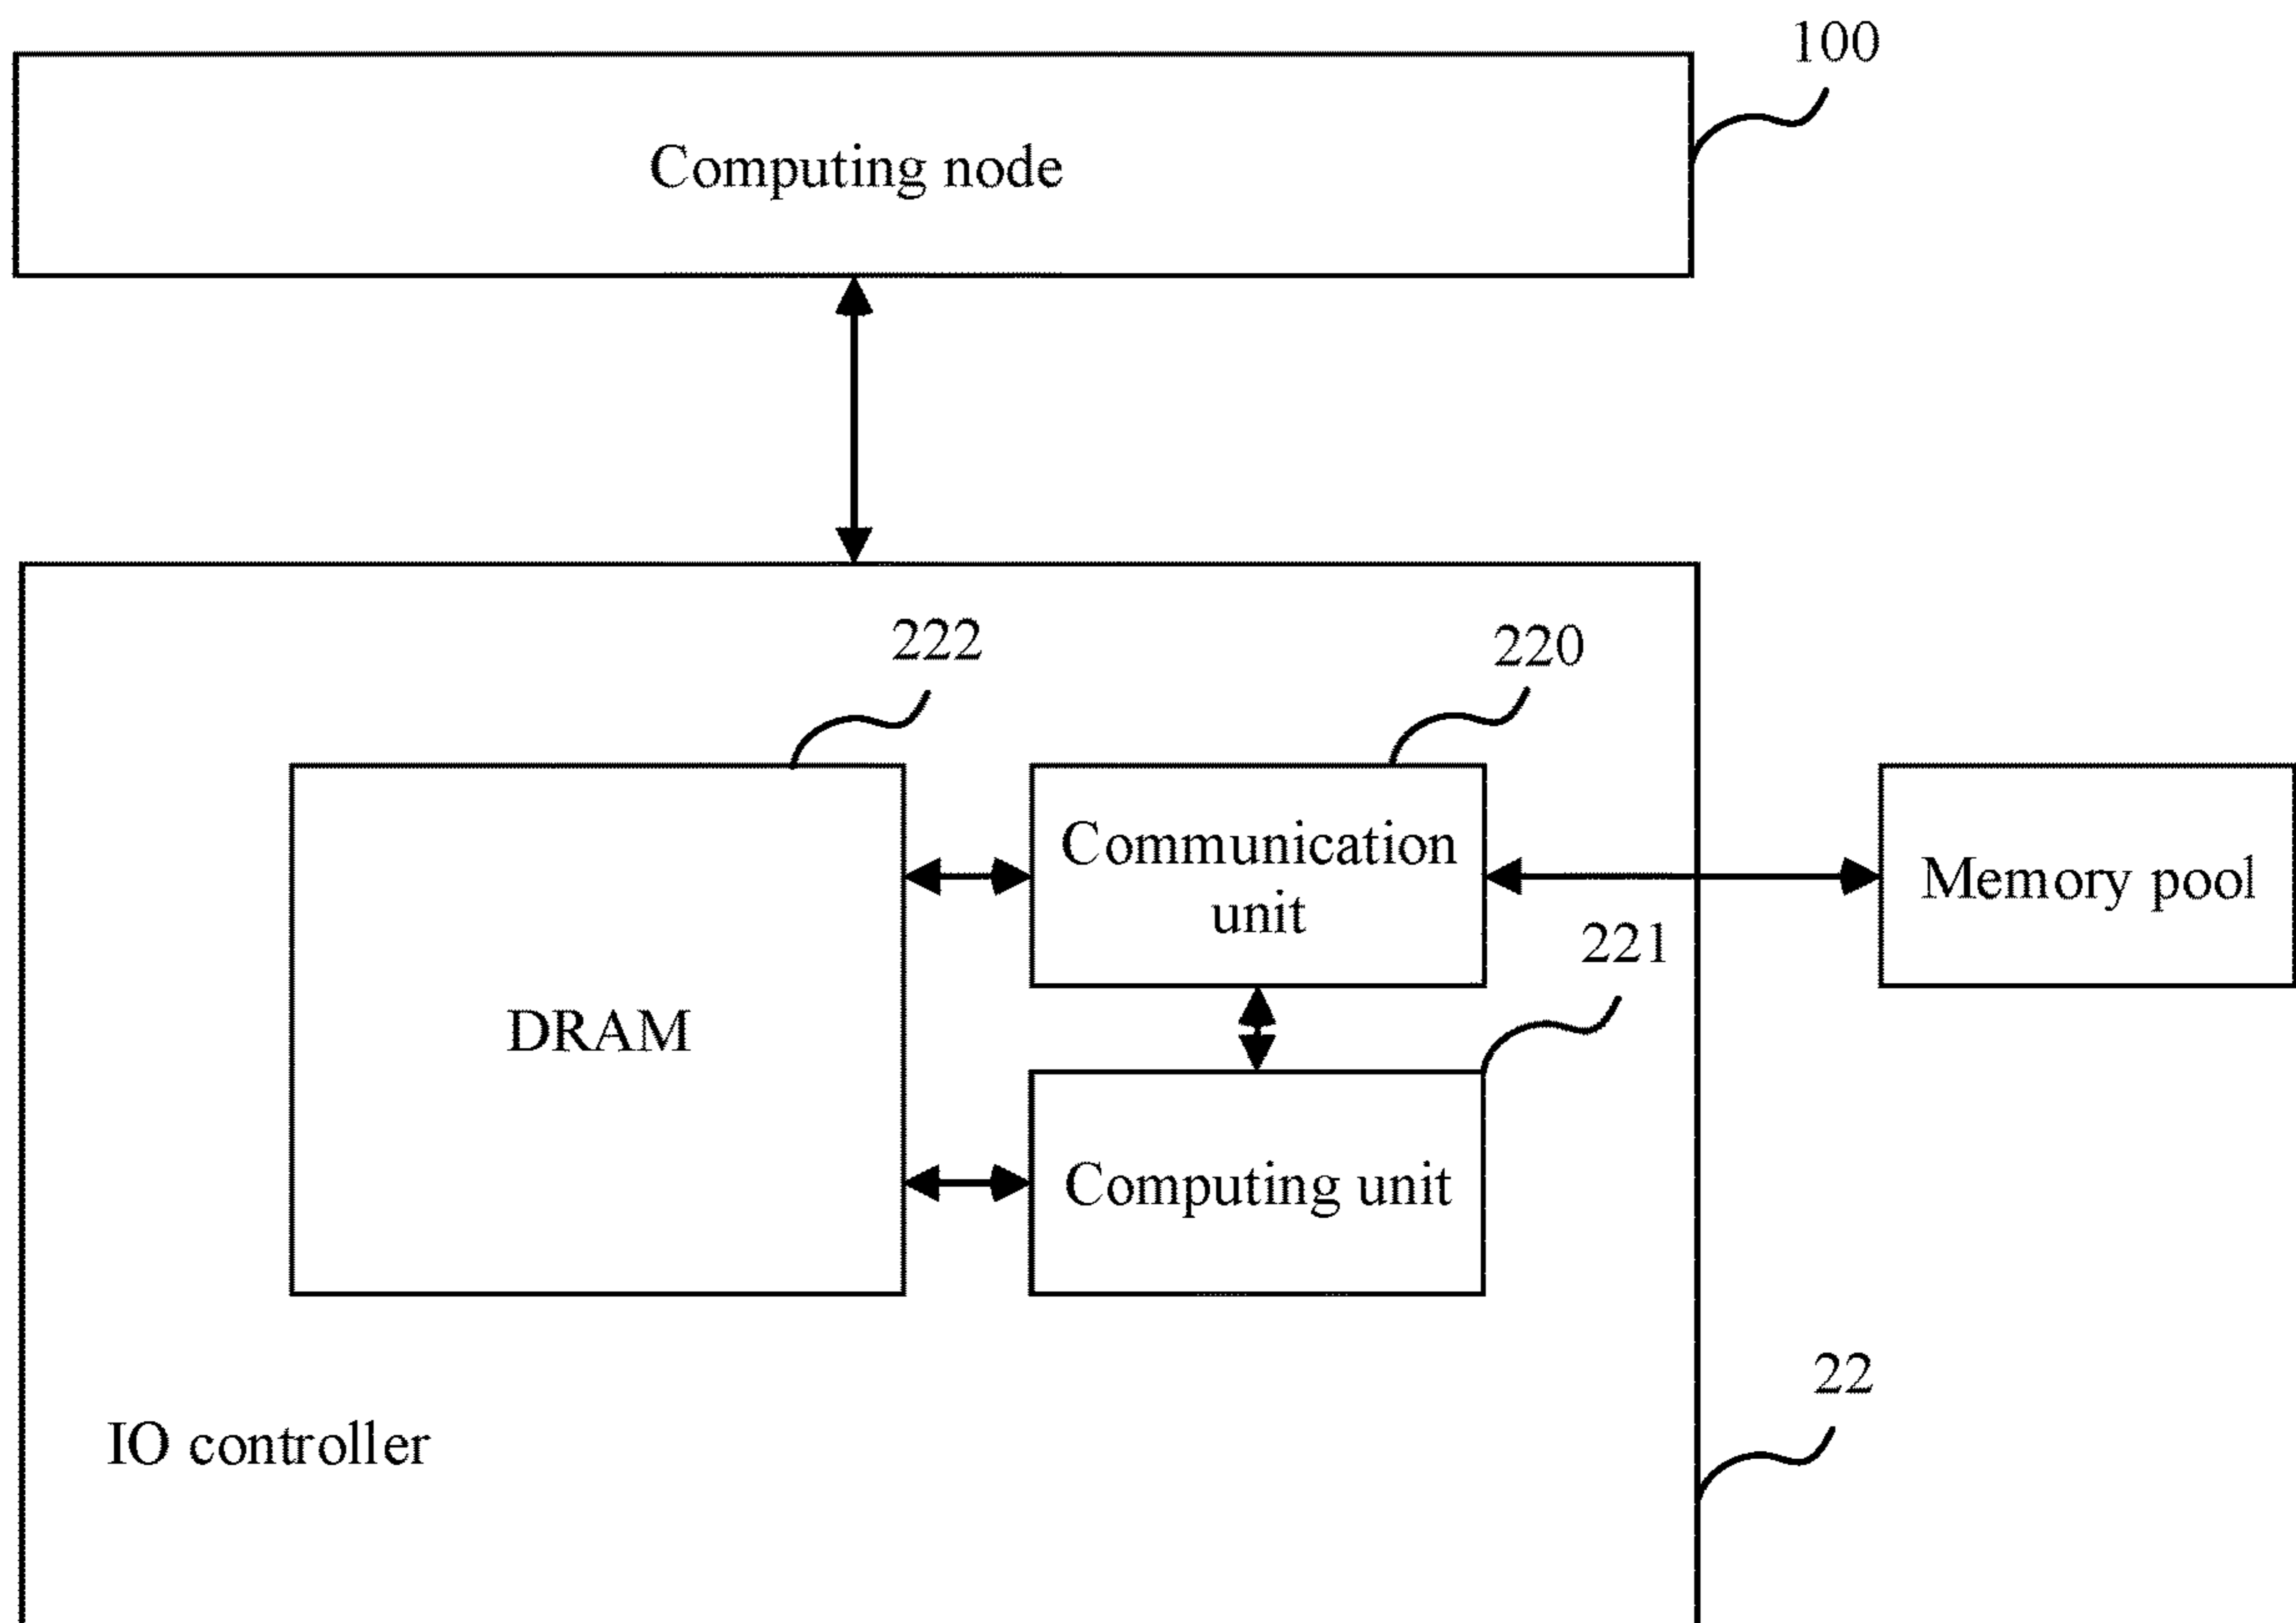 100
Computing node
222
220
Communication
unit
Memory pool
221
DRAM
Computing unit
22
IO controller